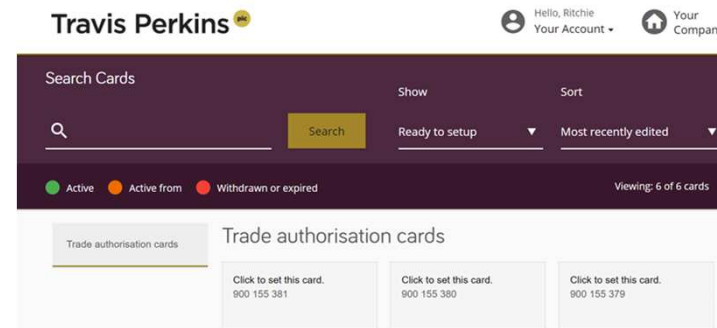 Travis Perkins plc
Hello, Ritchie
Your Account
Your
Compan
Search Cards
Show
Sort
Search
Ready to setup
Most recently edited
Active
Active from
Withdrawn or expired
Viewing: 6 of 6 cards
Trade authorisation cards
Trade authorisation cards
Click to set this card.
900 155 381
Click to set this card.
900 155 380
Click to set this card.
900 155 379